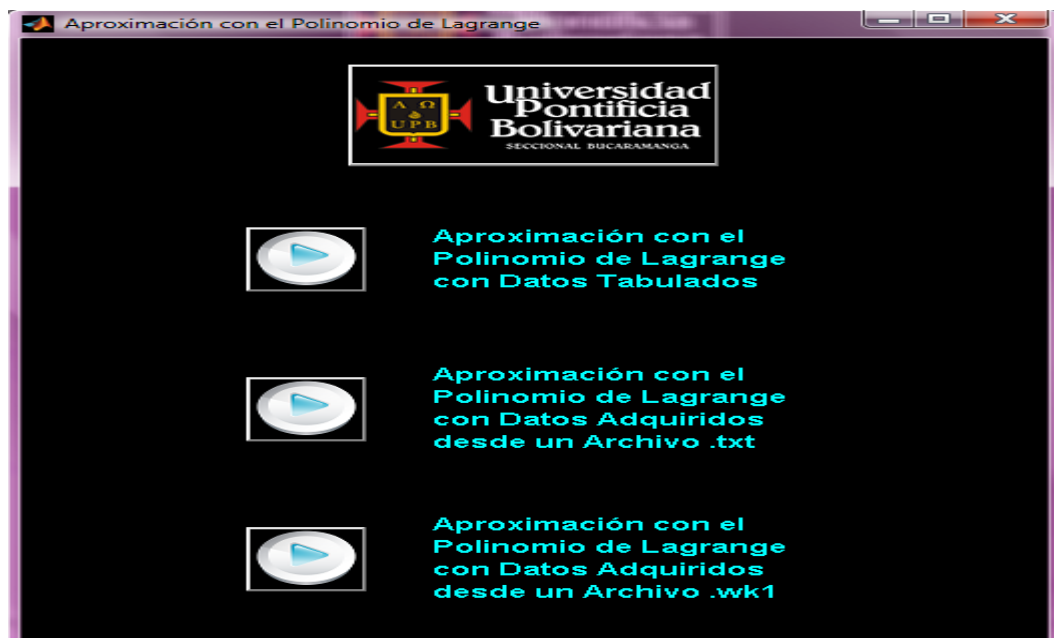 Aproximación con el Polinomio de Lagrange
Universidad
Pontificia
Bolivariana
SECCIONAL BUCARAMANGA
Α Ω
U P B
Aproximación con el
Polinomio de Lagrange
con Datos Tabulados
Aproximación con el
Polinomio de Lagrange
con Datos Adquiridos
desde un Archivo .txt
Aproximación con el
Polinomio de Lagrange
con Datos Adquiridos
desde un Archivo .wk1